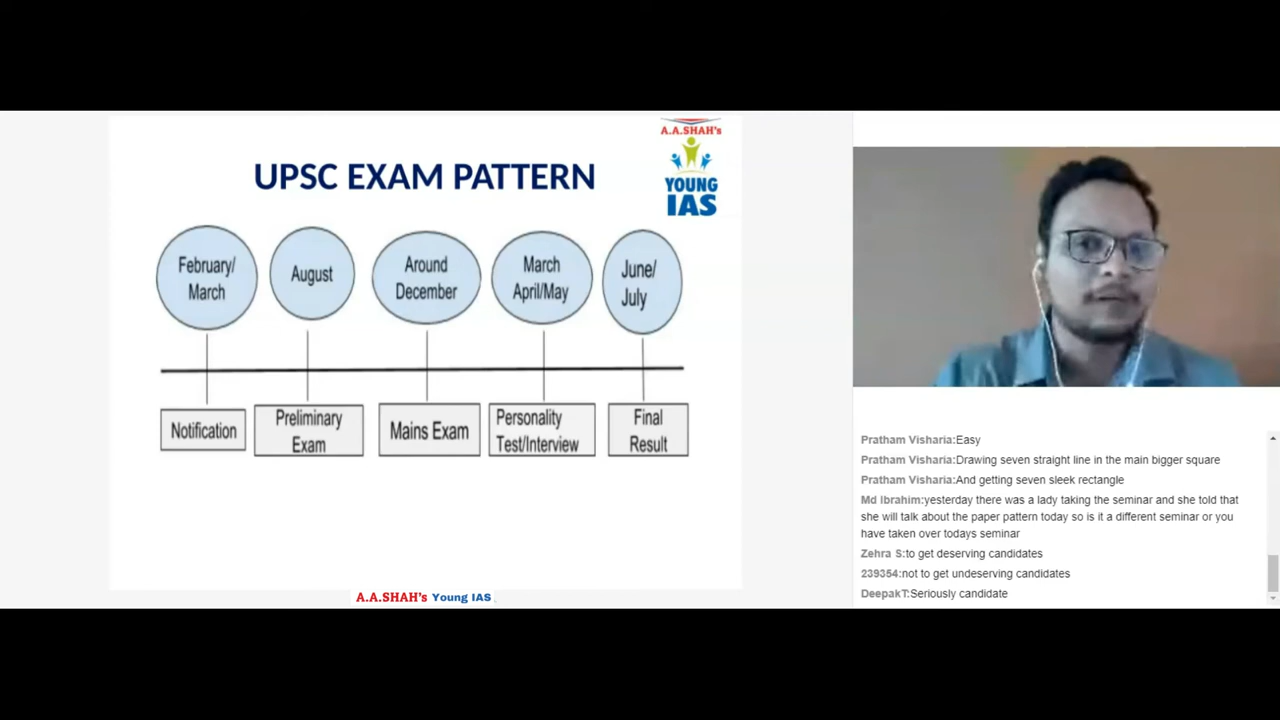 A.A.SHAH's
YOUNG
IAS
UPSC EXAM PATTERN
February/
March
August
Around
December
March
April/May
June/
July
Notification
Preliminary
Exam
Mains Exam
Personality
Test/Interview
Final
Result
A.A.SHAH's Young IAS
Pratham Visharia:Easy
Pratham Visharia:Drawing seven straight line in the main bigger square
Pratham Visharia:And getting seven sleek rectangle
Md Ibrahim:yesterday there was a lady taking the seminar and she told that
she will talk about the paper pattern today so is it a different seminar or you
have taken over todays seminar
Zehra S:to get deserving candidates
239354:not to get undeserving candidates
DeepakT:Seriously candidate